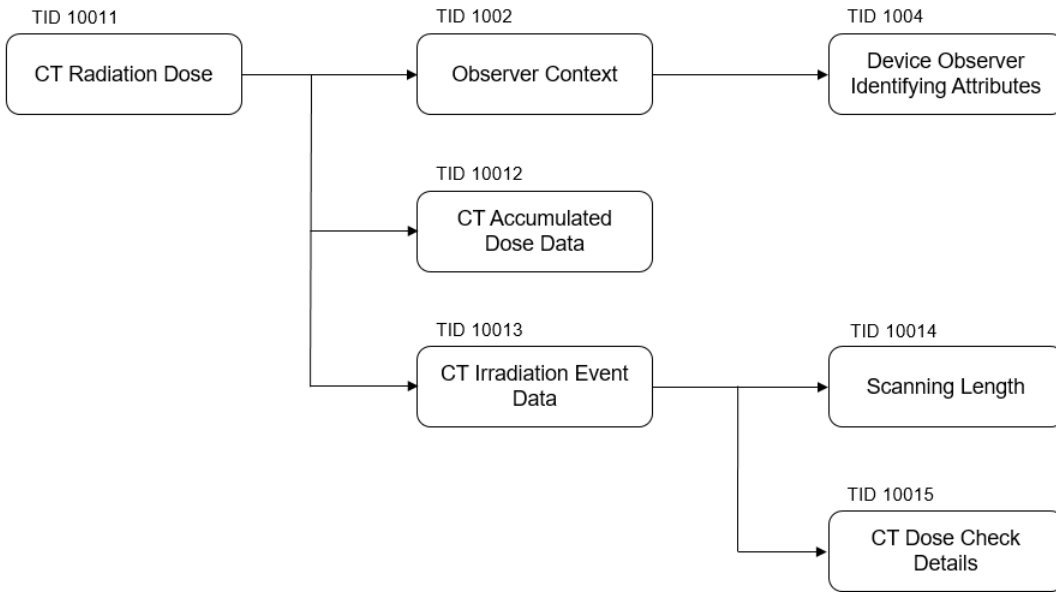 TID 10011
CT Radiation Dose
TID 1002
Observer Context
TID 1004
Device Observer
Identifying Attributes
TID 10012
CT Accumulated
Dose Data
TID 10013
CT Irradiation Event
Data
TID 10014
Scanning Length
TID 10015
CT Dose Check
Details